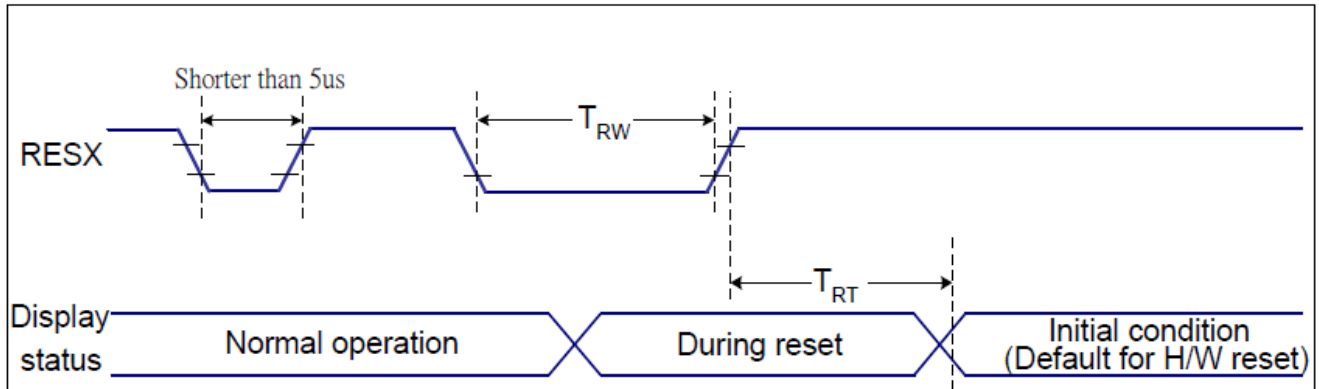 Shorter than 5us
RESX
TRW
TRT
Display
status
Normal operation
During reset
Initial condition
(Default for H/W reset)